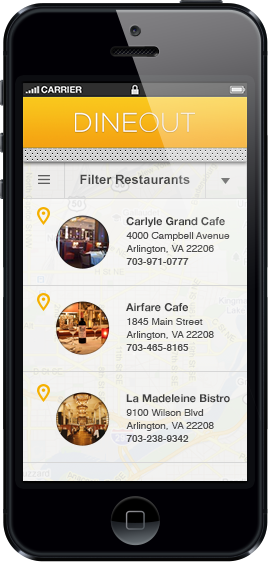 CARRIER
DINEOUT
Filter Restaurants
Carlyle Grand Cafe
4000 Campbell Avenue
Arlington, VA 22206
703-971-0777
Airfare Cafe
1845 Main Street
Arlington, VA 22208
703-465-8165
La Madeleine Bistro
9100 Wilson Blvd
Arlington, VA 22208
703-238-9342